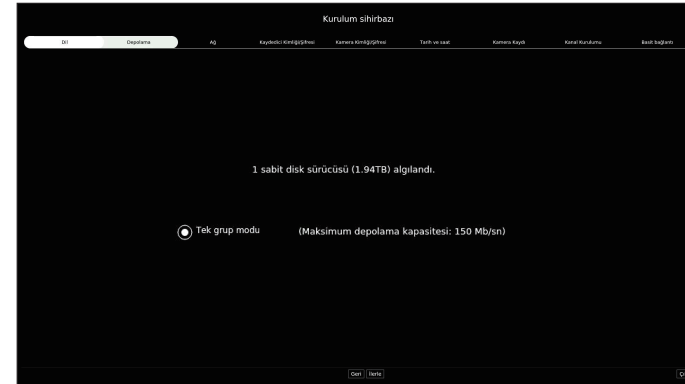 Kurulum sihirbazı
Dil Depolama Ağ Kaydedici Kimliği/Şifresi Kamera Kimliği/Şifresi Tarih ve saat Kamera Kaydı Kanal Kurulumu Basit bağlantı
1 sabit disk sürücüsü (1.94TB) algılandı.
Tek grup modu (Maksimum depolama kapasitesi: 150 Mb/sn)
Geri İlerle